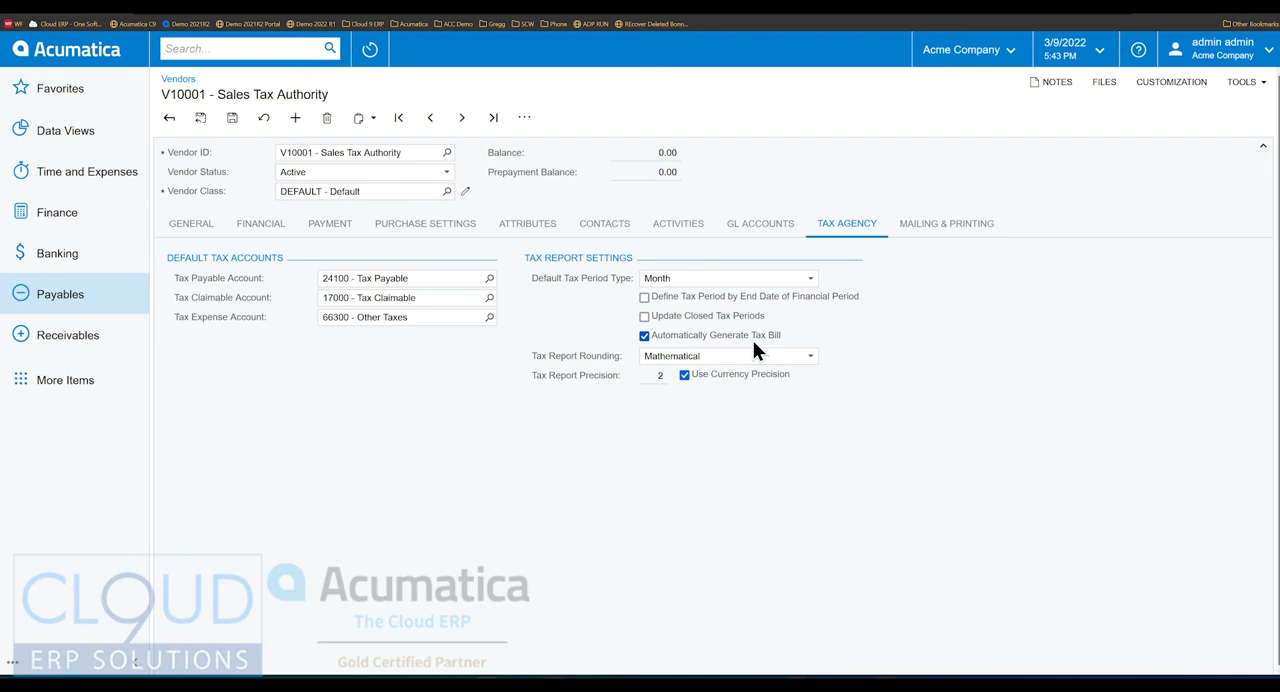 WF Cloud ERP - One Soft... Acumatica C9 Demo 2021R2 Demo 2021R2 Portal Demo 2022 R1 Cloud 9 ERP Acumatica ACC Demo Gregg SCW Phone ADP RUN REcover Deleted Bonn... Other Bookmarks
Acumatica Search... Acme Company 3/9/2022 5:43 PM admin admin Acme Company
Favorites
Data Views
Time and Expenses
Finance
Banking
Payables
Receivables
More Items
Vendors
V10001 - Sales Tax Authority
NOTES FILES CUSTOMIZATION TOOLS
Vendor ID: V10001 - Sales Tax Authority Balance: 0.00
Vendor Status: Active Prepayment Balance: 0.00
Vendor Class: DEFAULT - Default
GENERAL FINANCIAL PAYMENT PURCHASE SETTINGS ATTRIBUTES CONTACTS ACTIVITIES GL ACCOUNTS TAX AGENCY MAILING & PRINTING
DEFAULT TAX ACCOUNTS
Tax Payable Account: 24100 - Tax Payable
Tax Claimable Account: 17000 - Tax Claimable
Tax Expense Account: 66300 - Other Taxes
TAX REPORT SETTINGS
Default Tax Period Type: Month
Define Tax Period by End Date of Financial Period
Update Closed Tax Periods
Automatically Generate Tax Bill
Tax Report Rounding: Mathematical
Tax Report Precision: 2 Use Currency Precision
CLOUD 9
ERP SOLUTIONS
Acumatica
The Cloud ERP
Gold Certified Partner